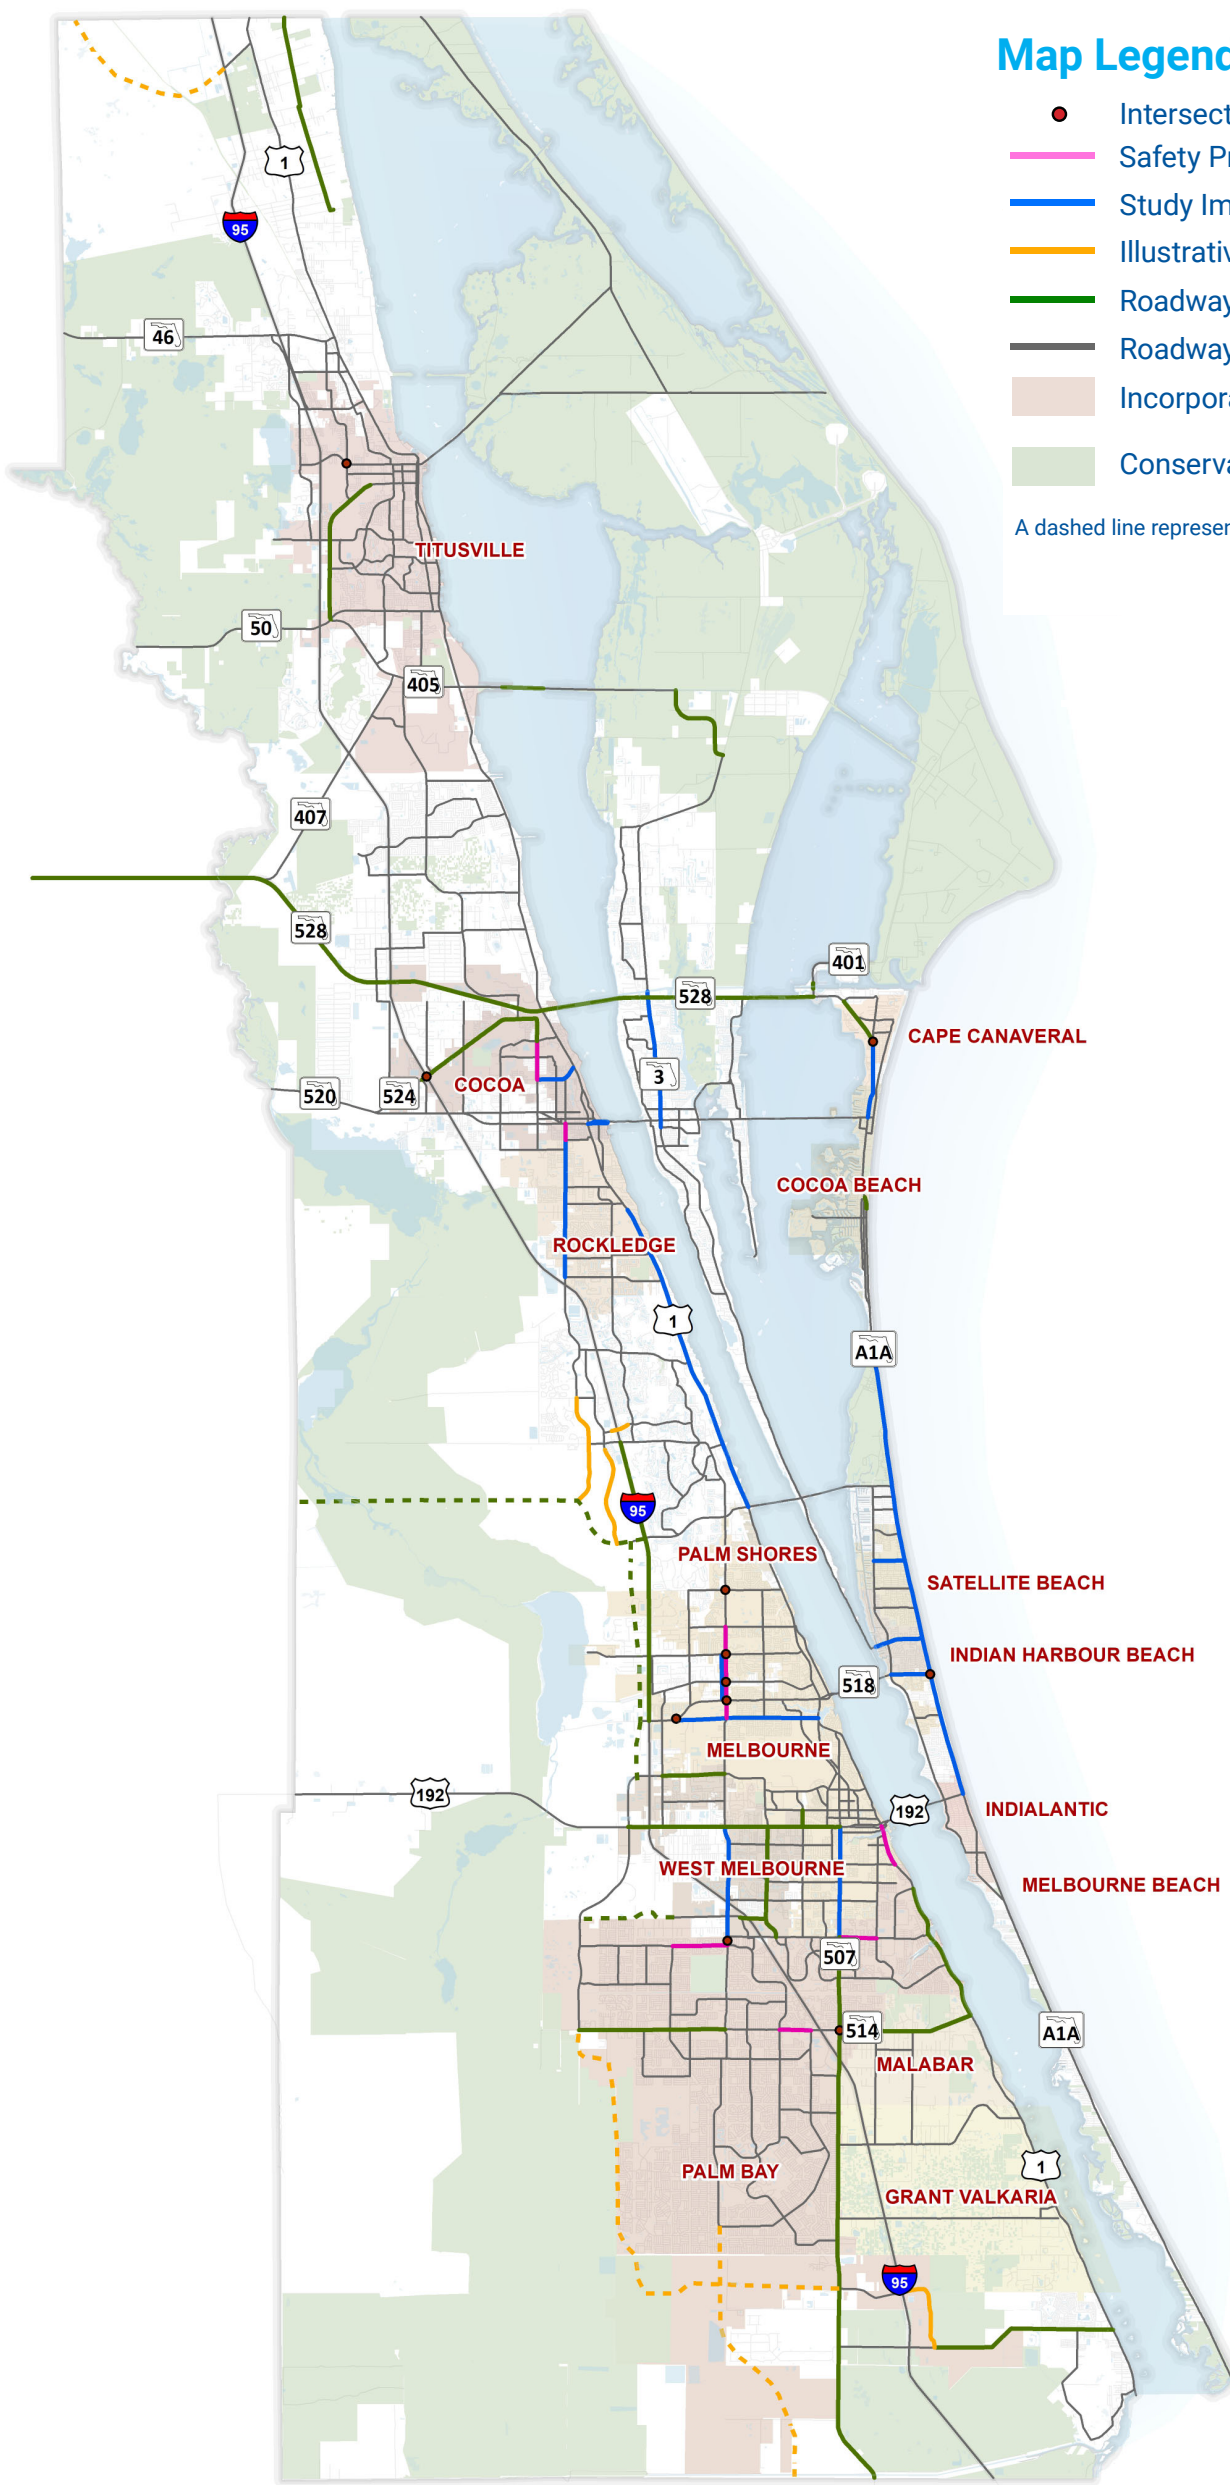 Map Legend
Intersect
Safety Pr
Study Im
Illustrativ
Roadway
Roadway
Incorpora
Conserva
A dashed line represen
1
95
46
TITUSVILLE
50
405
407
528
401
528
CAPE CANAVERAL
3
COCOA
520
524
COCOA BEACH
ROCKLEDGE
1
A1A
95
PALM SHORES
SATELLITE BEACH
INDIAN HARBOUR BEACH
518
MELBOURNE
192
192
INDIALANTIC
WEST MELBOURNE
MELBOURNE BEACH
507
514
A1A
MALABAR
1
PALM BAY
GRANT VALKARIA
95